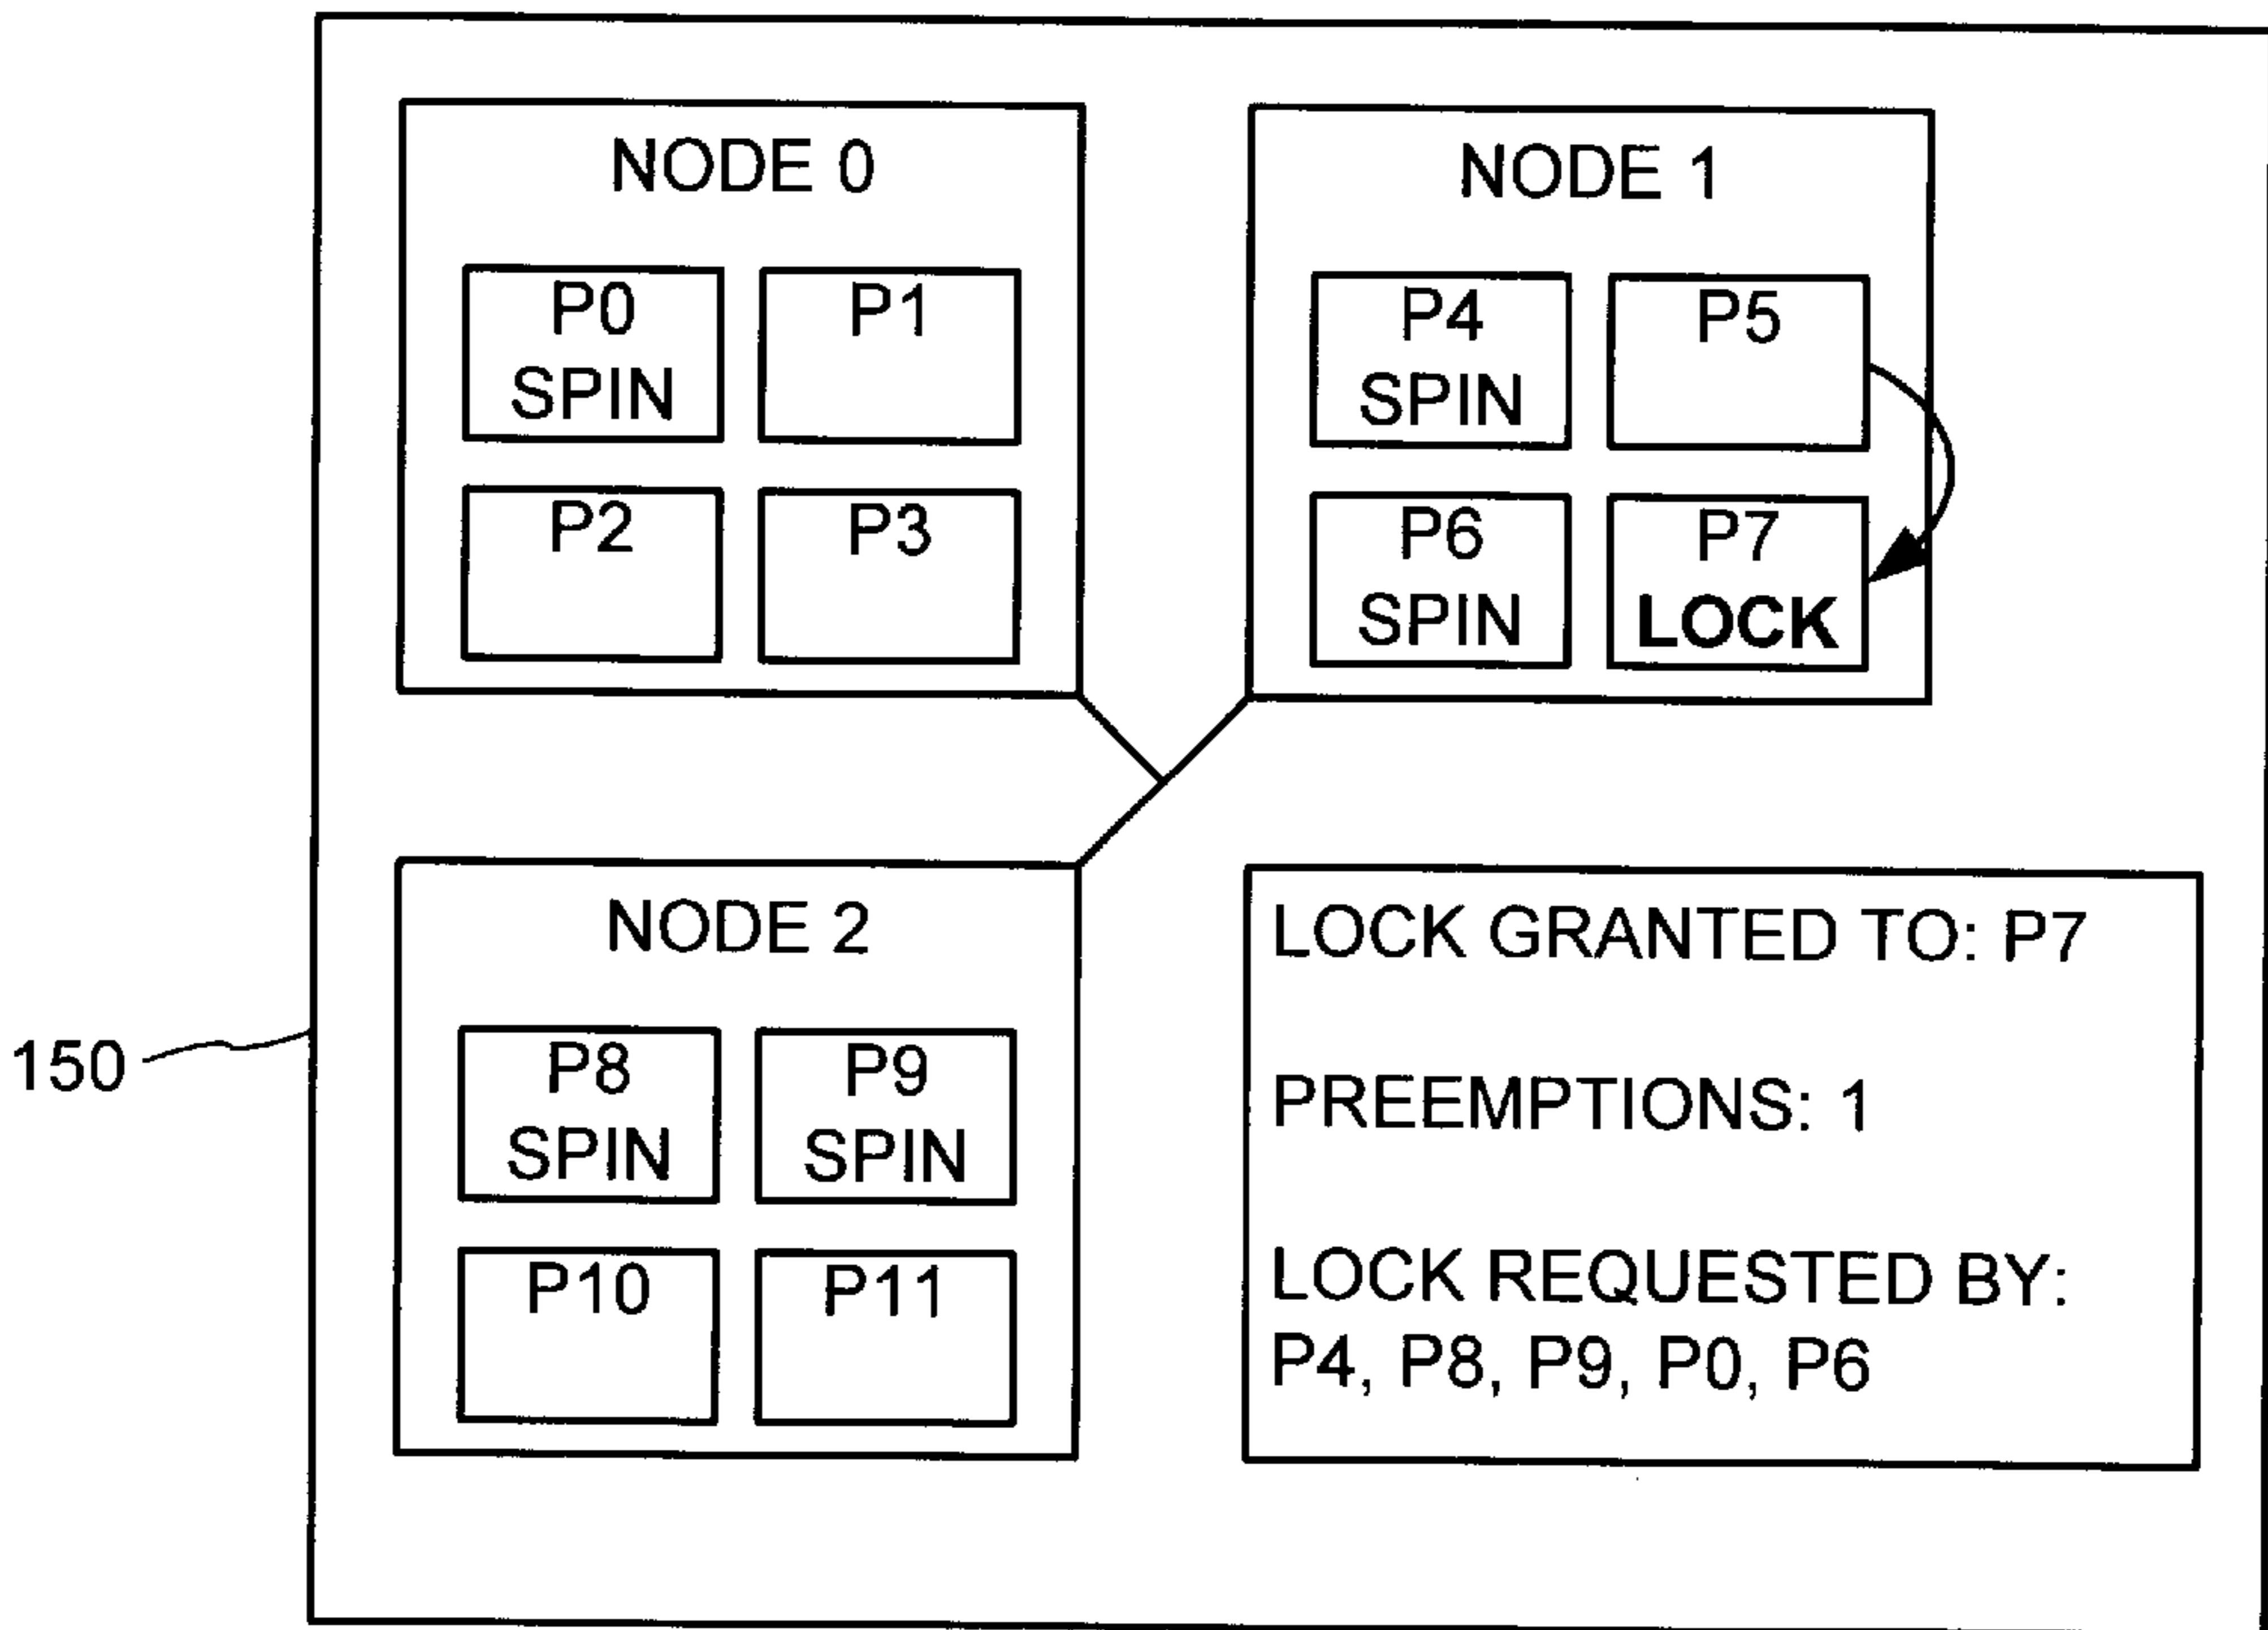 NODE 0
P0
SPIN
P1
P2
P3
NODE 1
P4
SPIN
P5
P6
SPIN
P7
LOCK
150
NODE 2
P8
SPIN
P9
SPIN
P10
P11
LOCK GRANTED TO: P7
PREEMPTIONS: 1
LOCK REQUESTED BY:
P4, P8, P9, P0, P6